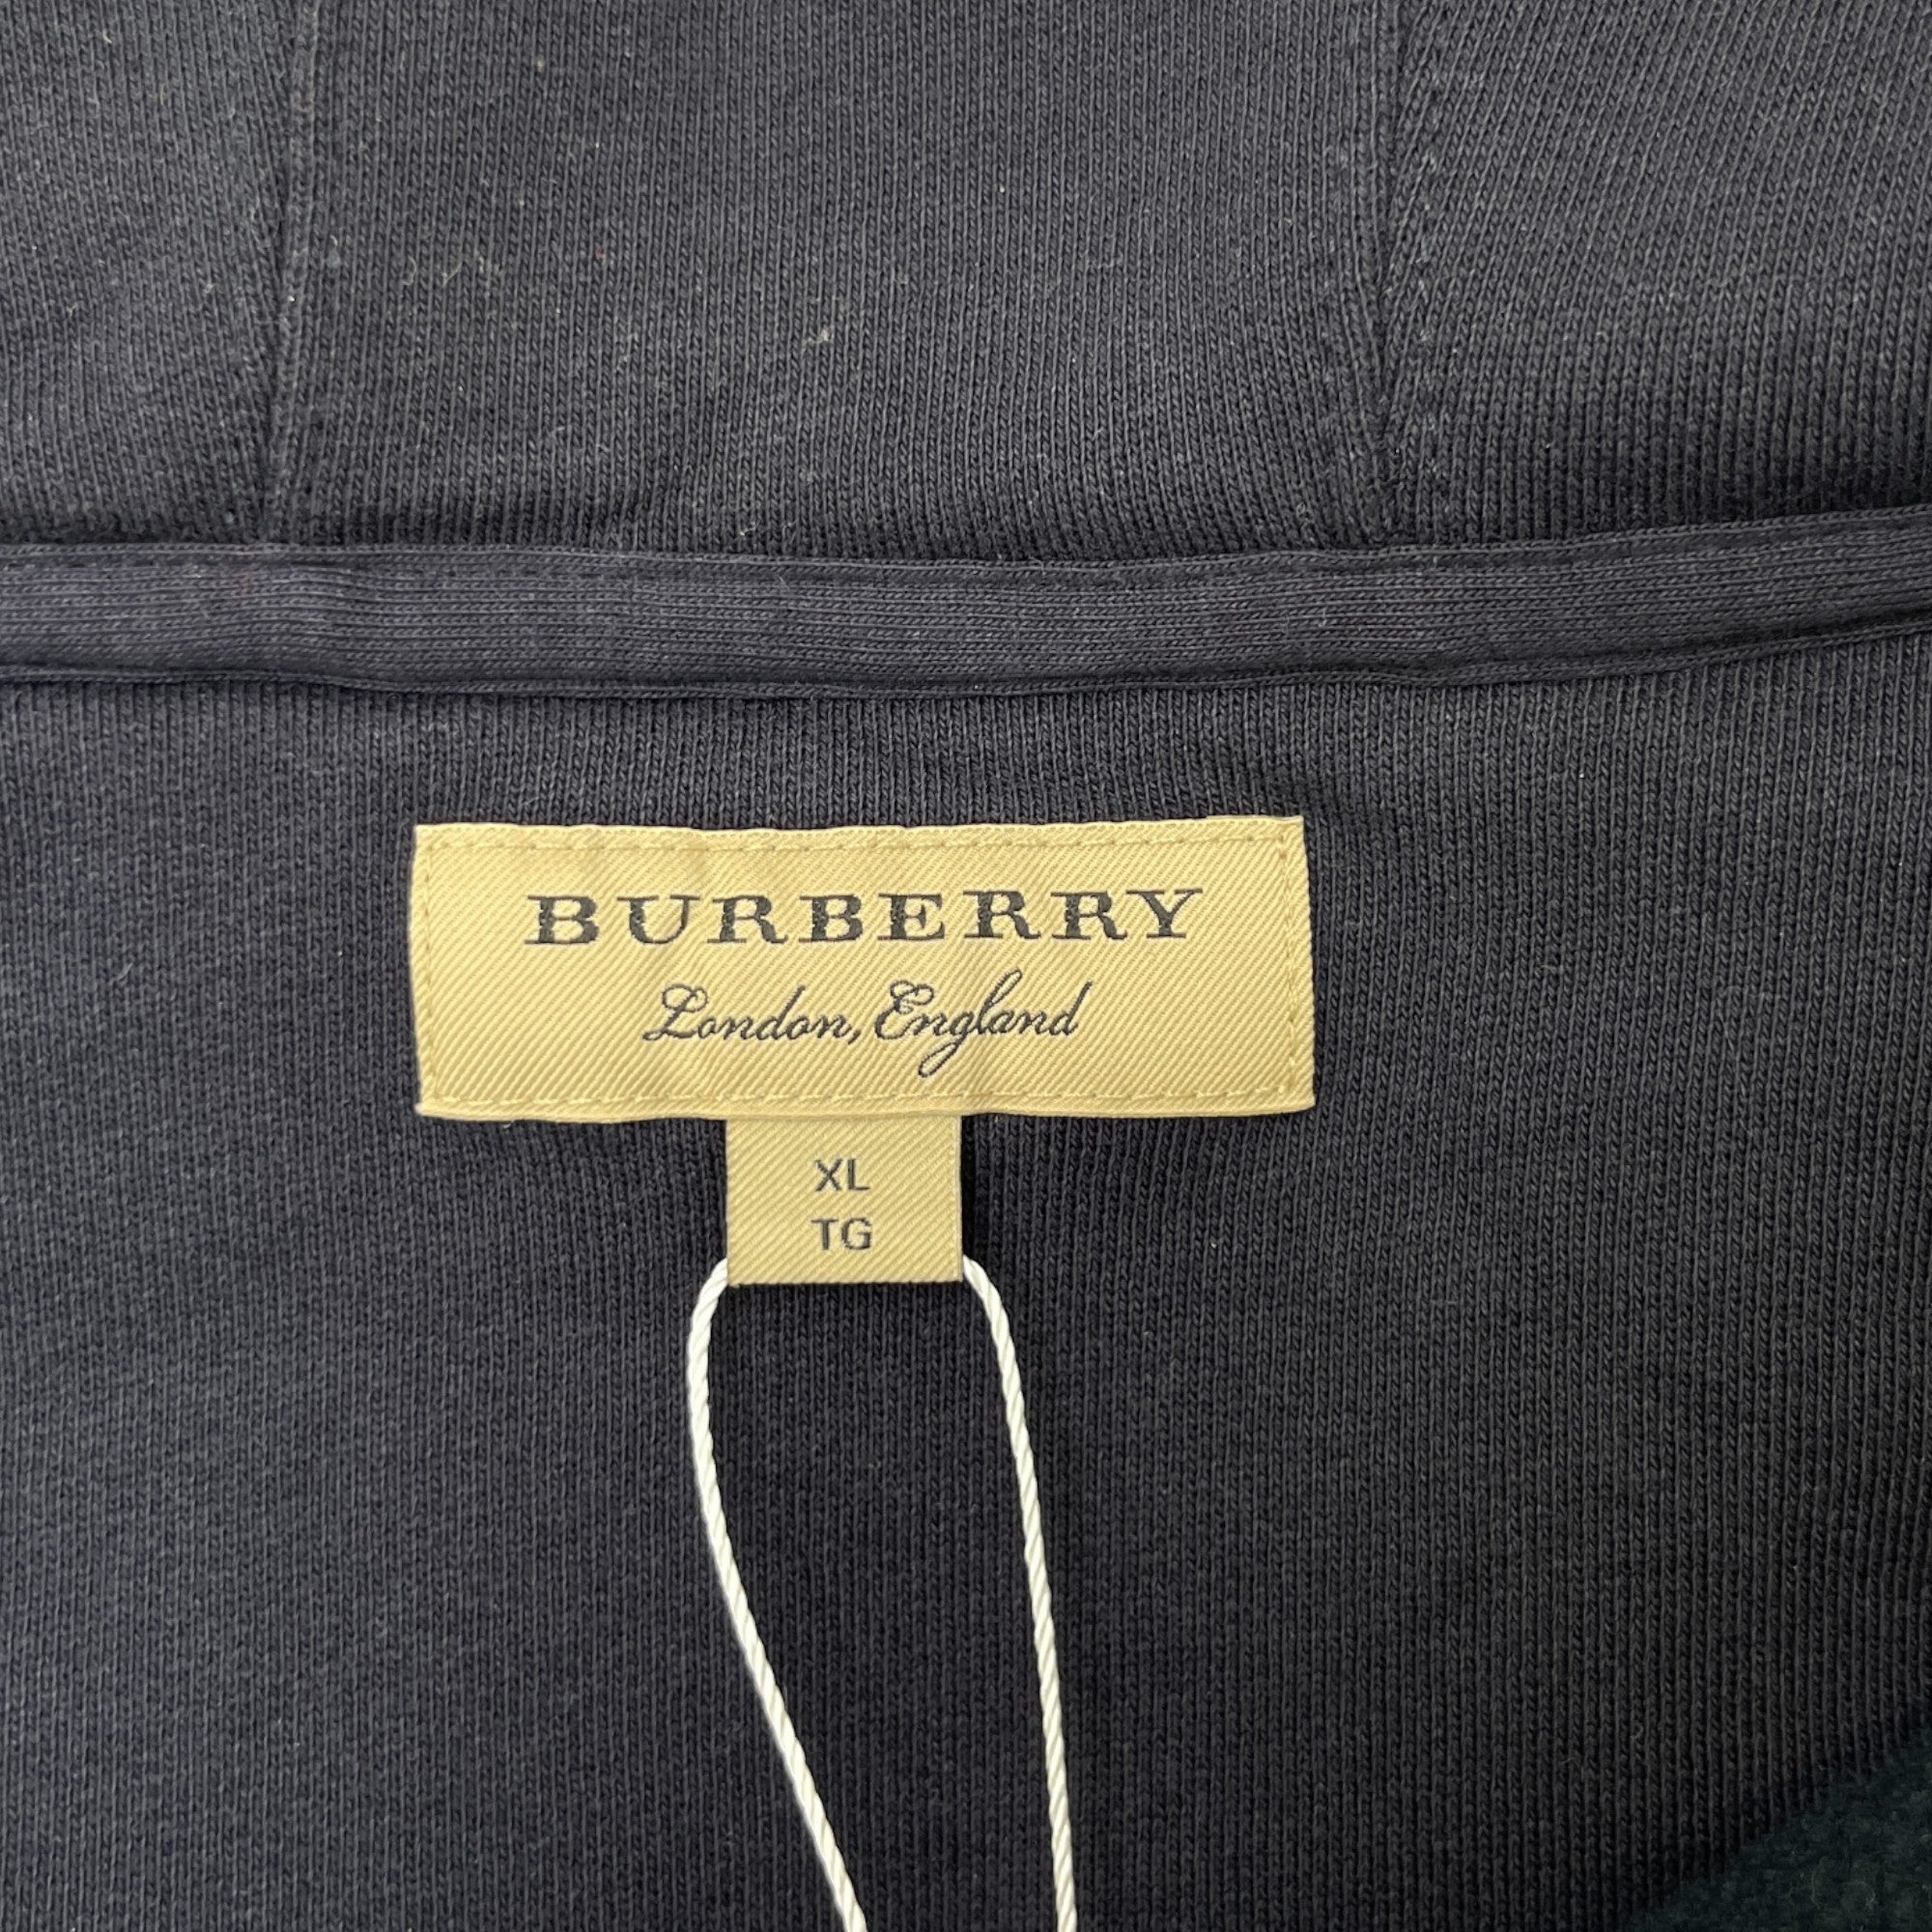 BURBERRY
London, England
XL
TG